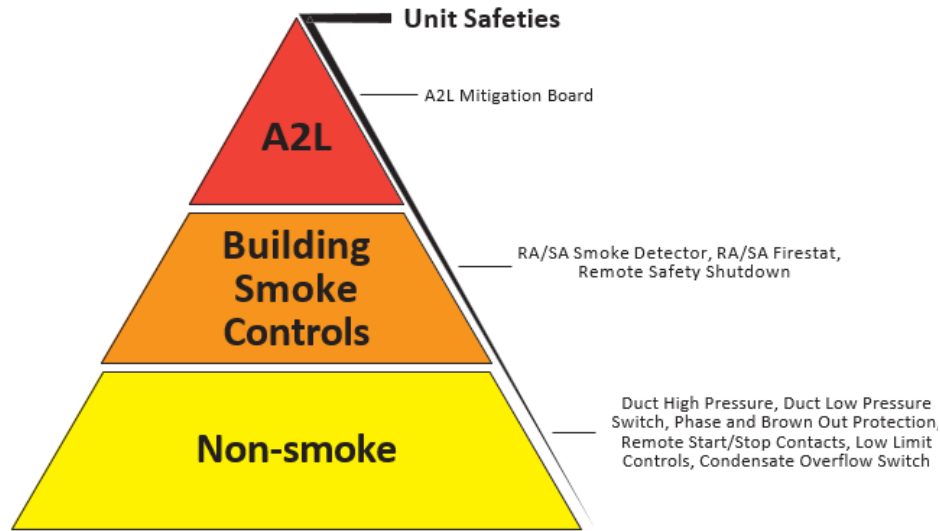 Unit Safeties
A2L Mitigation Board
A2L
Building
Smoke
Controls
RA/SA Smoke Detector, RA/SA Firestat,
Remote Safety Shutdown
Non-smoke
Duct High Pressure, Duct Low Pressure
Switch, Phase and Brown Out Protection,
Remote Start/Stop Contacts, Low Limit
Controls, Condensate Overflow Switch